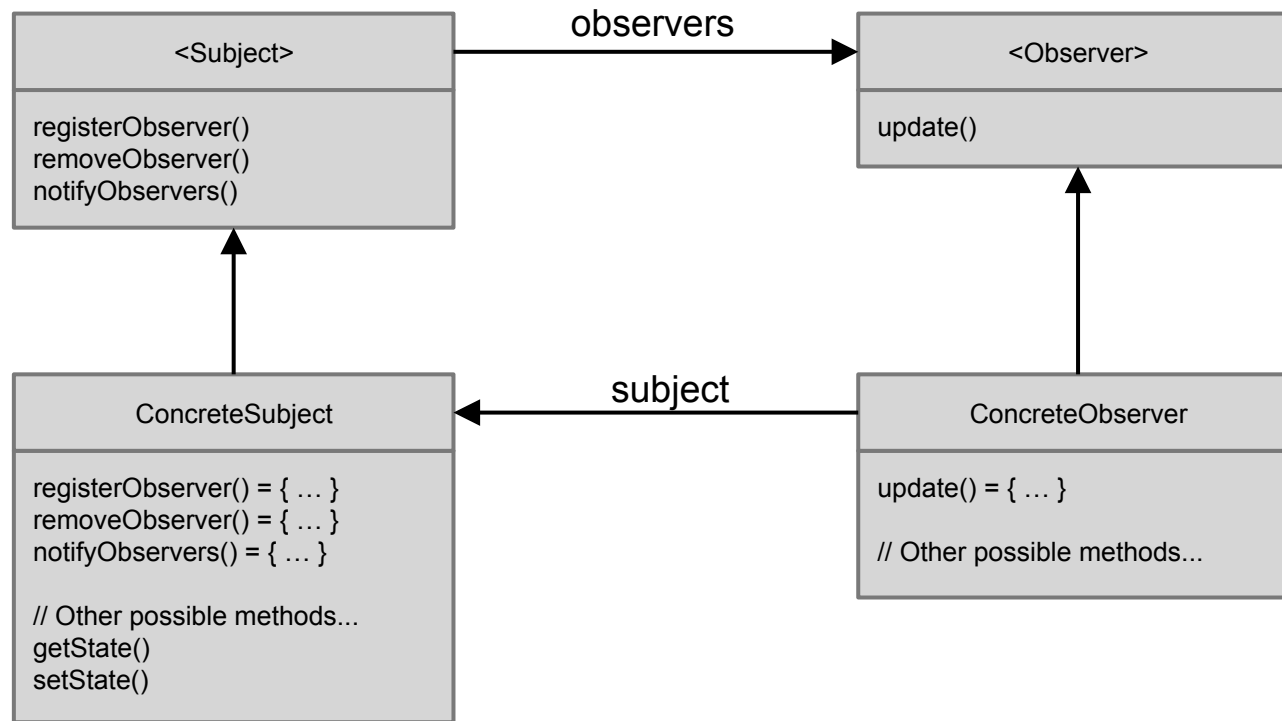 <Subject>
registerObserver()
removeObserver()
notifyObservers()
observers
<Observer>
update()
ConcreteSubject
registerObserver() = { … }
removeObserver() = { … }
notifyObservers() = { … }
// Other possible methods...
getState()
setState()
subject
ConcreteObserver
update() = { … }
// Other possible methods...